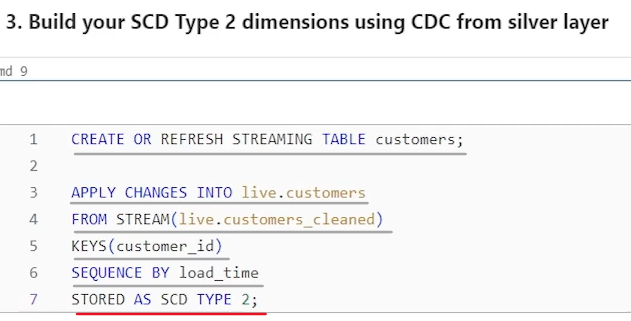 3. Build your SCD Type 2 dimensions using CDC from silver layer
md 9
1 CREATE OR REFRESH STREAMING TABLE customers;
2
3 APPLY CHANGES INTO live.customers
4 FROM STREAM(live.customers_cleaned)
5 KEYS(customer_id)
6 SEQUENCE BY load_time
7 STORED AS SCD TYPE 2;